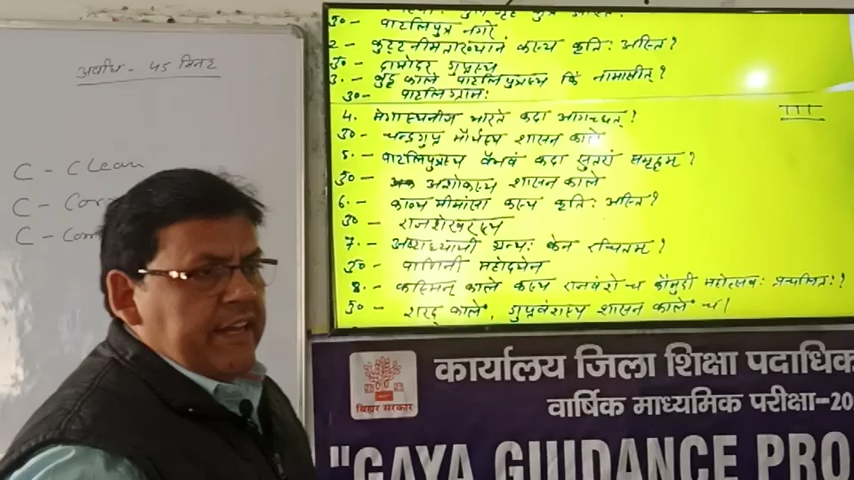 अवधि - 45 मिनट
C - Clean
C -
C -
उ० - पाटलिपुत्र नगरे
2 - कुट्टनीमताख्यानं कस्य कृतिः अस्ति?
उ० - दामोदर गुप्तस्य
3. - बुद्ध काले पाटलिपुत्रस्य किं नामासीत्?
उ० - पाटलिग्रामः
III
4. मेगास्थनीज भारते कदा आगच्छत्?
उ० - चन्द्रगुप्त मौर्यस्य शासन काले
5. - पाटलिपुत्रस्य वैभवं कदा सुतरां समृद्धम्?
उ० - अशोकस्य शासन काले
6. - काव्य मीमांसा कस्य कृतिः अस्ति?
उ० - राजशेखरस्य
7. - अष्टाध्यायी ग्रन्थः केन रचितम्?
उ० - पाणिनी महोदयेन
8. - कस्मिन् काले कस्य राजवंशे च कौमुदी महोत्सवः प्रचलितः?
उ० - शरद् काले, गुप्तवंशस्य शासन काले च।
बिहार सरकार
कार्यालय जिला शिक्षा पदाधिक
वार्षिक माध्यमिक परीक्षा-20
"GAYA GUIDANCE PRO